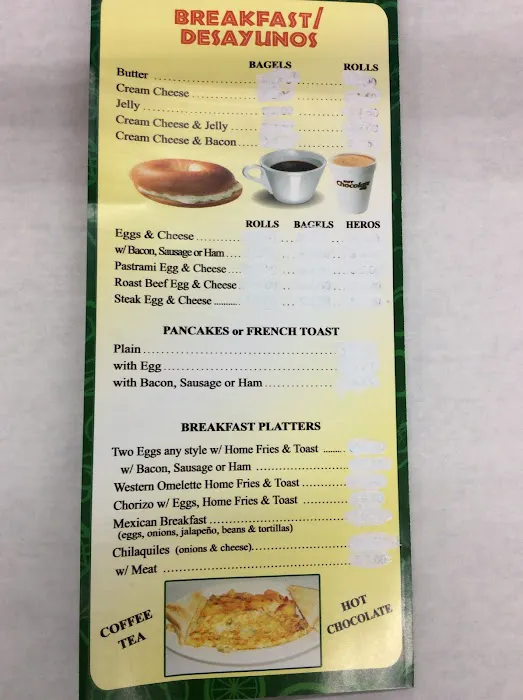 BREAKFAST/
DESAYUNOS
BAGELS ROLLS
Butter
Cream Cheese
Jelly
Cream Cheese & Jelly
Cream Cheese & Bacon
HOT
Chocolate
ROLLS BAGELS HEROS
Eggs & Cheese
w/ Bacon, Sausage or Ham
Pastrami Egg & Cheese
Roast Beef Egg & Cheese
Steak Egg & Cheese
PANCAKES or FRENCH TOAST
Plain
with Egg
with Bacon, Sausage or Ham
BREAKFAST PLATTERS
Two Eggs any style w/ Home Fries & Toast
w/ Bacon, Sausage or Ham
Western Omelette Home Fries & Toast
Chorizo w/ Eggs, Home Fries & Toast
Mexican Breakfast
(eggs, onions, jalapeño, beans & tortillas)
Chilaquiles (onions & cheese)
w/ Meat
COFFEE
TEA
HOT
CHOCOLATE